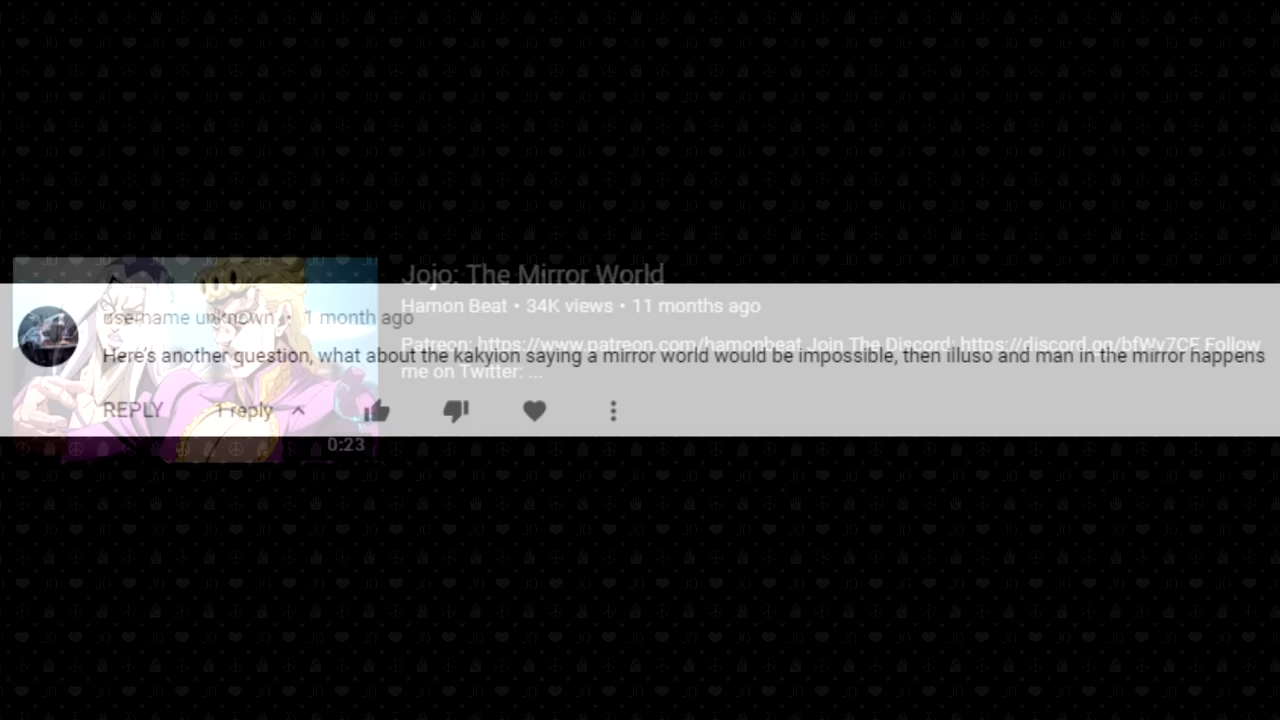 Jojo: The Mirror World
Hamon Beat • 34K views • 11 months ago
username unknown • 1 month ago
Patreon: https://www.patreon.com/hamonbeat Join The Discord: https://discord.gg/bfWv7CF Follow
Here's another question, what about the kakyion saying a mirror world would be impossible, then illuso and man in the mirror happens
me on Twitter: ...
REPLY 1 reply
0:23